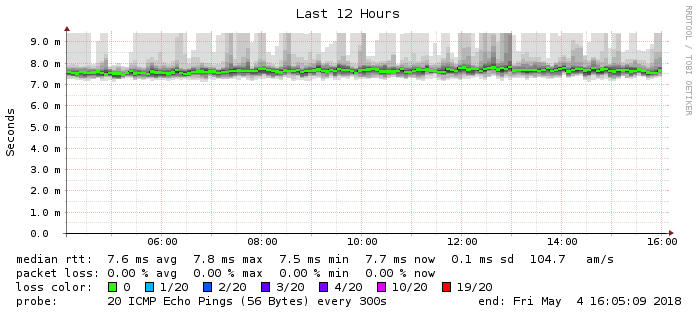 Last 12 Hours
RRDTOOL / TOBI OETIKER
Seconds
9.0 m
8.0 m
7.0 m
6.0 m
5.0 m
4.0 m
3.0 m
2.0 m
1.0 m
0.0
06:00 08:00 10:00 12:00 14:00 16:00
median rtt: 7.6 ms avg 7.8 ms max 7.5 ms min 7.7 ms now 0.1 ms sd 104.7 am/s
packet loss: 0.00 % avg 0.00 % max 0.00 % min 0.00 % now
loss color: 0 1/20 2/20 3/20 4/20 10/20 19/20
probe: 20 ICMP Echo Pings (56 Bytes) every 300s end: Fri May 4 16:05:09 2018